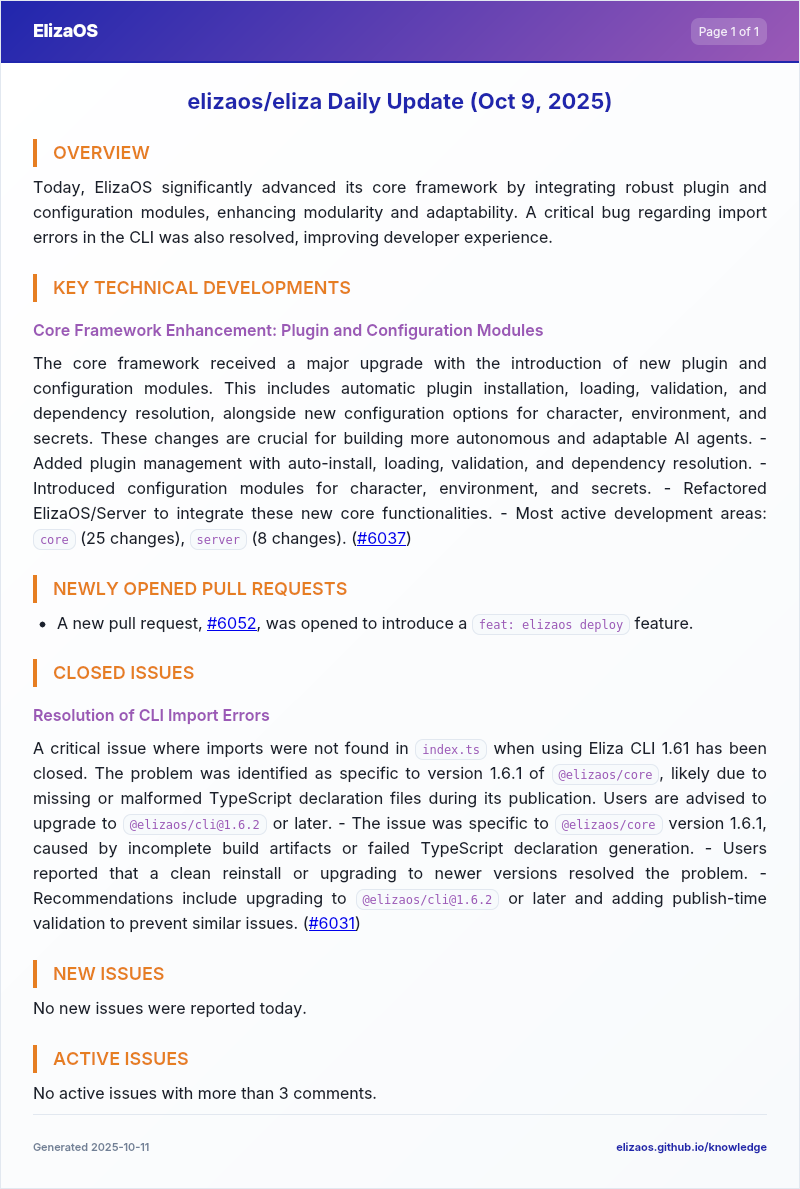 ElizaOS
Page 1 of 1
elizaos/eliza Daily Update (Oct 9, 2025)
OVERVIEW
Today, ElizaOS significantly advanced its core framework by integrating robust plugin and
configuration modules, enhancing modularity and adaptability. A critical bug regarding import
errors in the CLI was also resolved, improving developer experience.
KEY TECHNICAL DEVELOPMENTS
Core Framework Enhancement: Plugin and Configuration Modules
The core framework received a major upgrade with the introduction of new plugin and
configuration modules. This includes automatic plugin installation, loading, validation, and
dependency resolution, alongside new configuration options for character, environment, and
secrets. These changes are crucial for building more autonomous and adaptable AI agents. -
Added plugin management with auto-install, loading, validation, and dependency resolution. -
Introduced configuration modules for character, environment, and secrets. - Refactored
ElizaOS/Server to integrate these new core functionalities. - Most active development areas:
core (25 changes), server (8 changes). (#6037)
NEWLY OPENED PULL REQUESTS
• A new pull request, #6052, was opened to introduce a feat: elizaos deploy feature.
CLOSED ISSUES
Resolution of CLI Import Errors
A critical issue where imports were not found in index.ts when using Eliza CLI 1.61 has been
closed. The problem was identified as specific to version 1.6.1 of @elizaos/core, likely due to
missing or malformed TypeScript declaration files during its publication. Users are advised to
upgrade to @elizaos/cli@1.6.2 or later. - The issue was specific to @elizaos/core version 1.6.1,
caused by incomplete build artifacts or failed TypeScript declaration generation. - Users
reported that a clean reinstall or upgrading to newer versions resolved the problem. -
Recommendations include upgrading to @elizaos/cli@1.6.2 or later and adding publish-time
validation to prevent similar issues. (#6031)
NEW ISSUES
No new issues were reported today.
ACTIVE ISSUES
No active issues with more than 3 comments.
Generated 2025-10-11
elizaos.github.io/knowledge